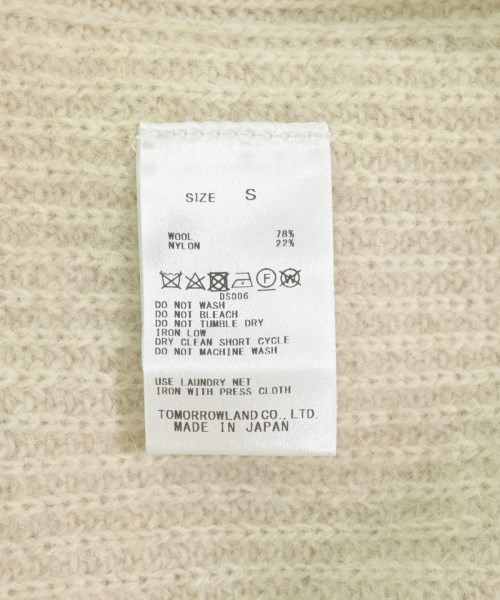 SIZE S
WOOL 78%
NYLON 22%
F W
DS006
DO NOT WASH
DO NOT BLEACH
DO NOT TUMBLE DRY
IRON LOW
DRY CLEAN SHORT CYCLE
DO NOT MACHINE WASH
USE LAUNDRY NET
IRON WITH PRESS CLOTH
TOMORROWLAND CO., LTD.
MADE IN JAPAN